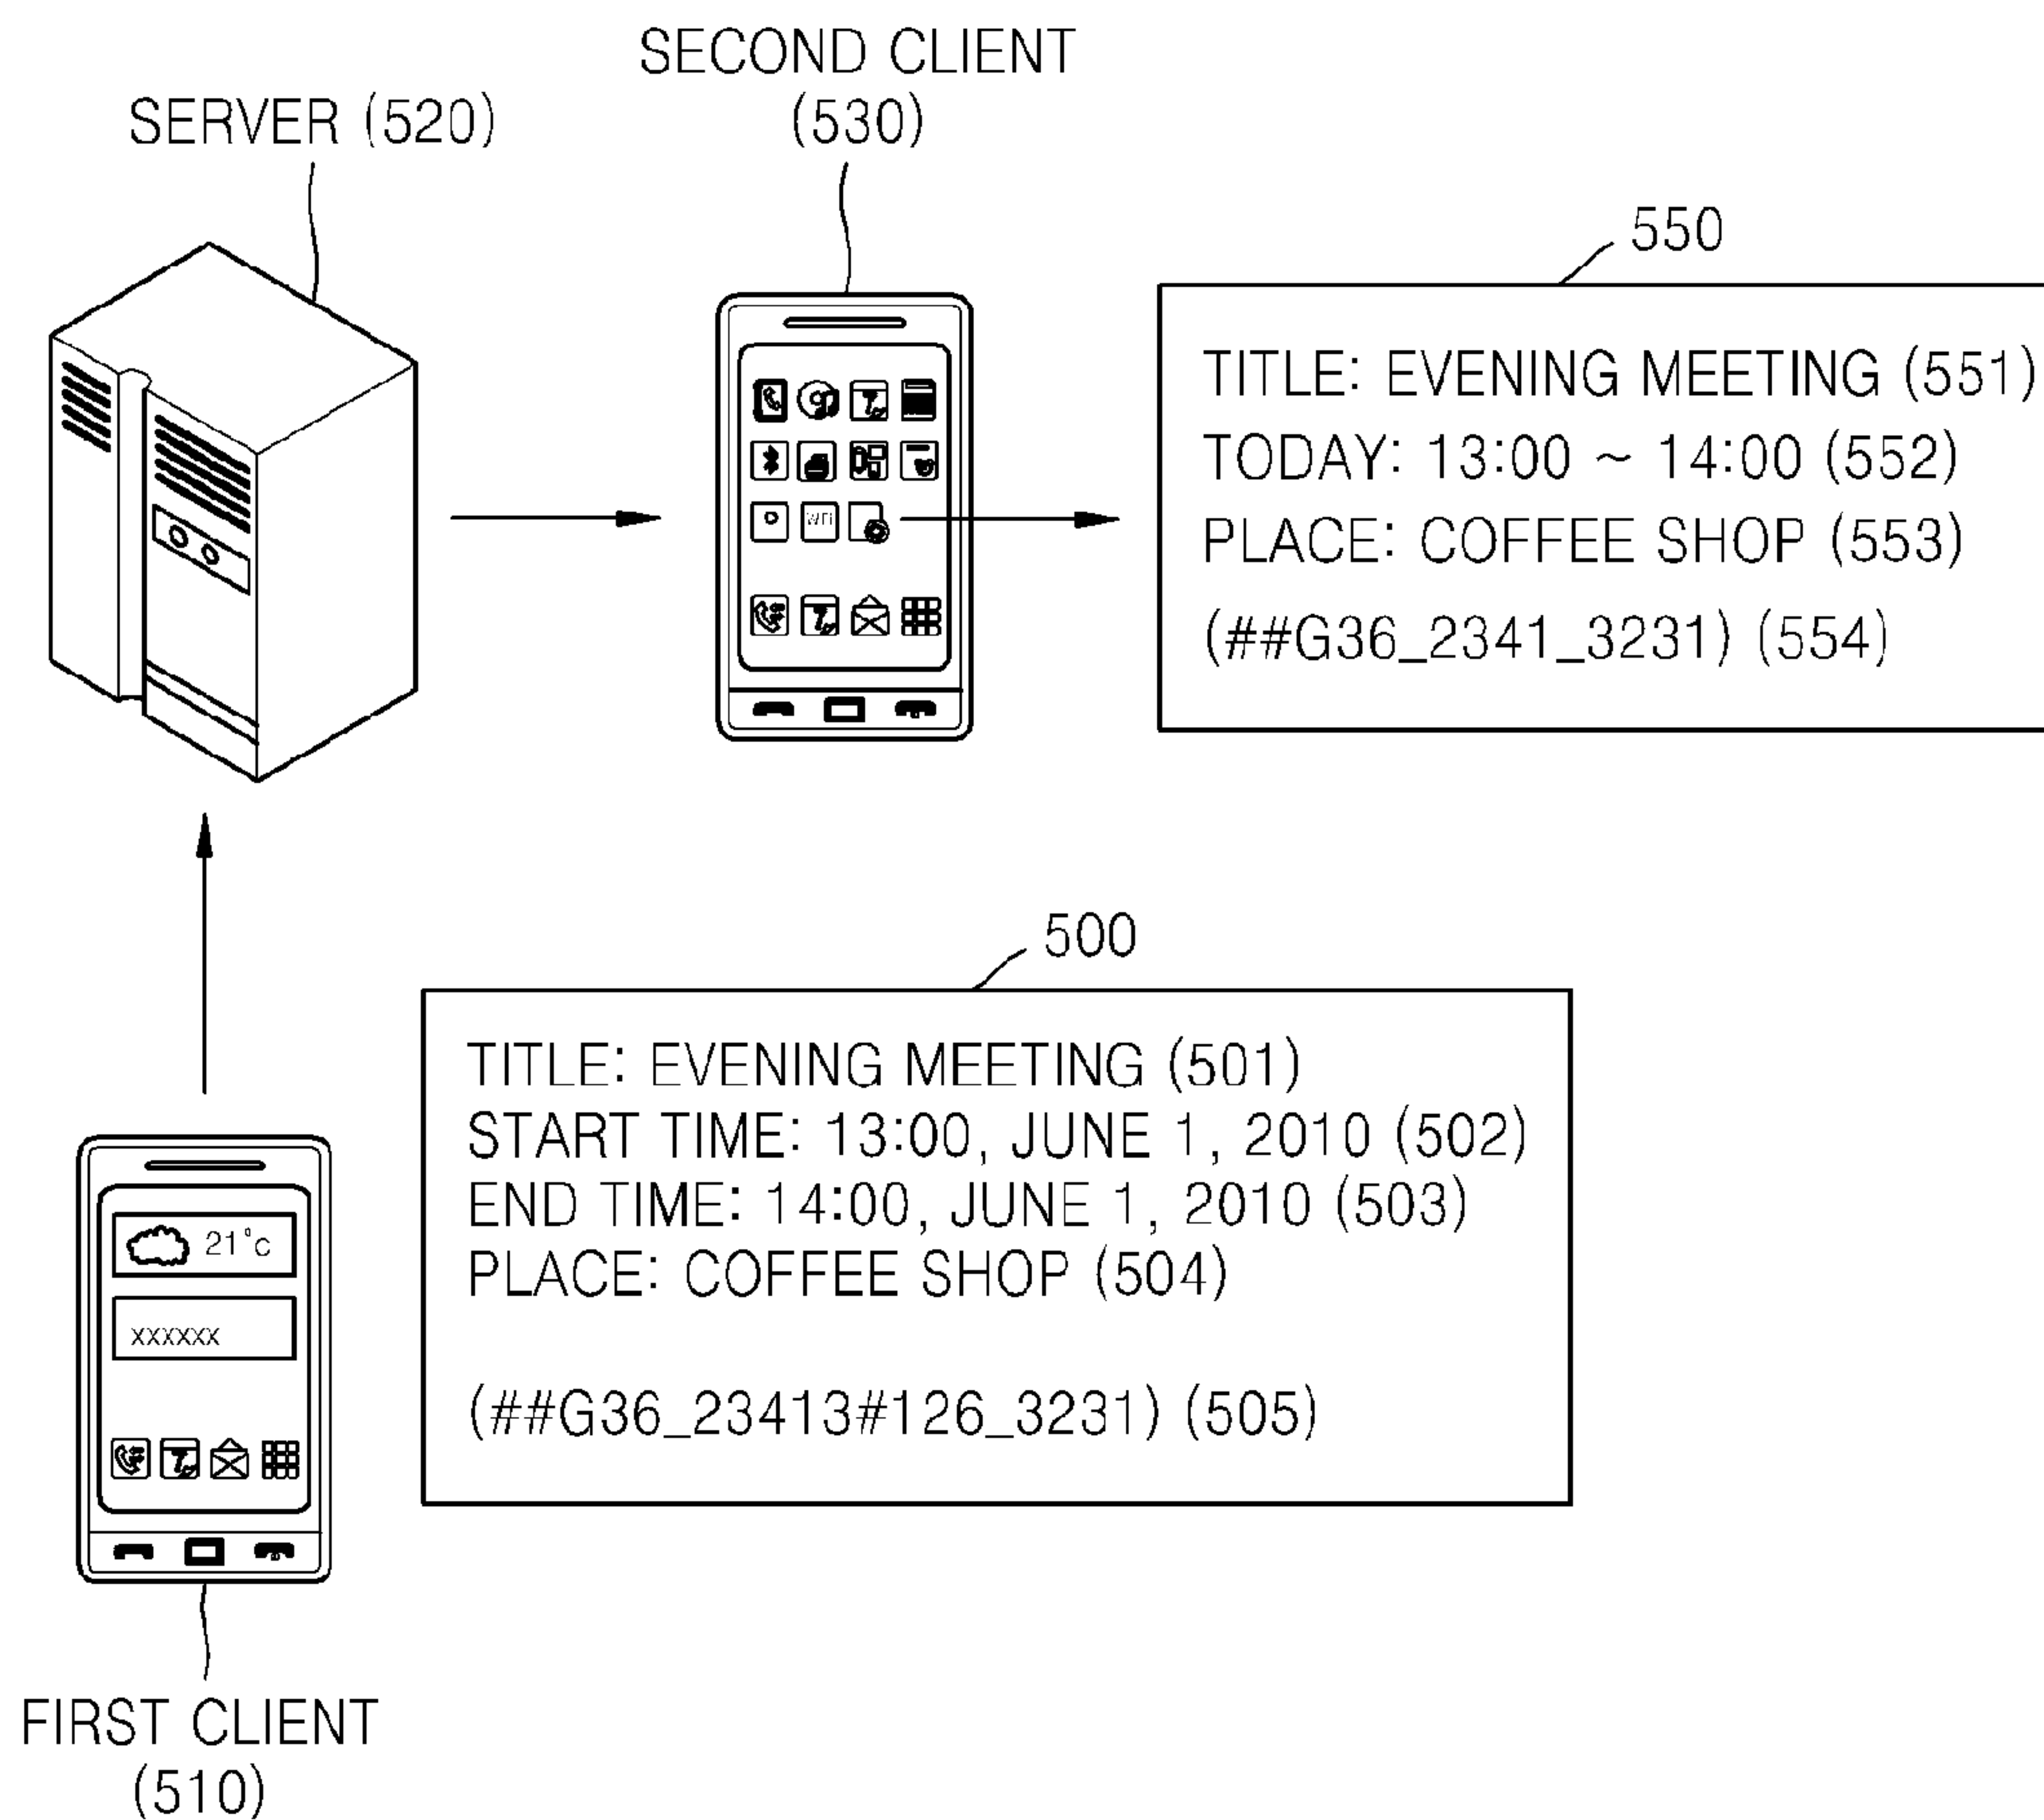 SECOND CLIENT
(530)
SERVER (520)
550
TITLE: EVENING MEETING (551)
TODAY: 13:00 ~ 14:00 (552)
PLACE: COFFEE SHOP (553)
(##G36_2341_3231) (554)
WiFi
500
TITLE: EVENING MEETING (501)
START TIME: 13:00, JUNE 1, 2010 (502)
END TIME: 14:00, JUNE 1, 2010 (503)
PLACE: COFFEE SHOP (504)
(##G36_23413#126_3231) (505)
21°c
xxxxxx
FIRST CLIENT
(510)